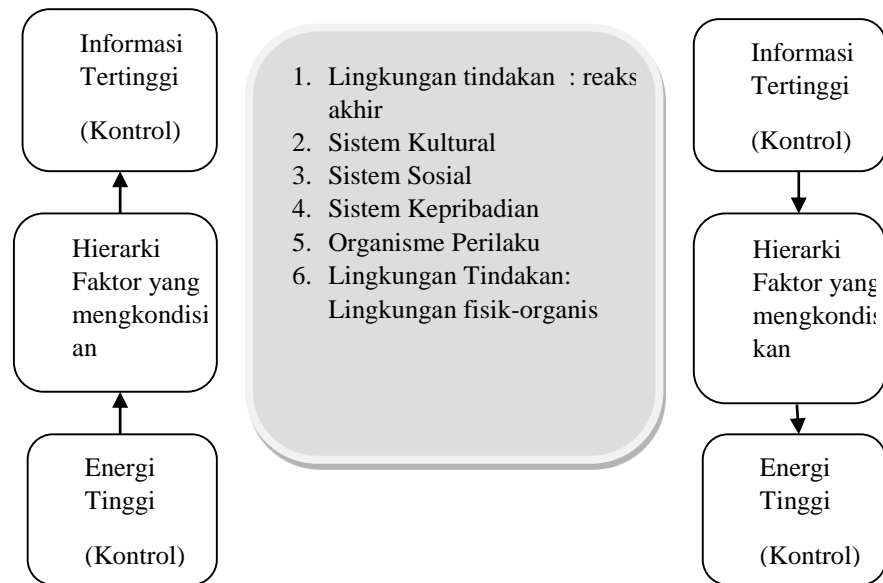 Informasi
Tertinggi
(Kontrol)
Hierarki
Faktor yang
mengkondisi
an
Energi
Tinggi
(Kontrol)
1. Lingkungan tindakan : reaks
akhir
2. Sistem Kultural
3. Sistem Sosial
4. Sistem Kepribadian
5. Organisme Perilaku
6. Lingkungan Tindakan:
Lingkungan fisik-organis
Informasi
Tertinggi
(Kontrol)
Hierarki
Faktor yang
mengkondis
kan
Energi
Tinggi
(Kontrol)